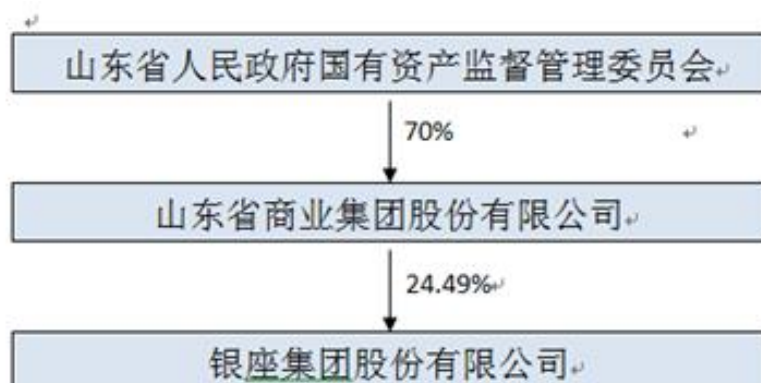 山东省人民政府国有资产监督管理委员会
70%
山东省商业集团股份有限公司
24.49%
银座集团股份有限公司